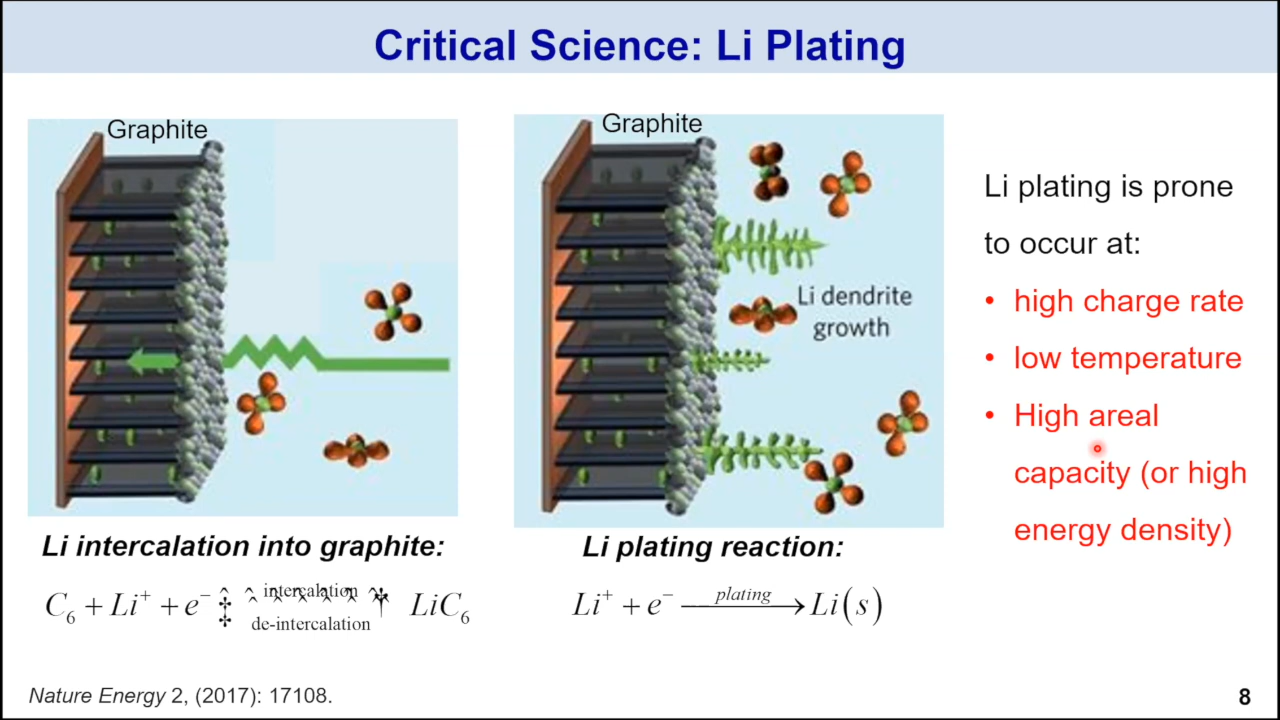 Critical Science: Li Plating
Graphite
Graphite
Li dendrite
growth
Li plating is prone
to occur at:
• high charge rate
• low temperature
• High areal
capacity (or high
energy density)
Li intercalation into graphite:
C₆ + Li⁺ + e⁻ intercalation LiC₆
de-intercalation
Li plating reaction:
Li⁺ + e⁻ —plating→ Li(s)
Nature Energy 2, (2017): 17108.
8